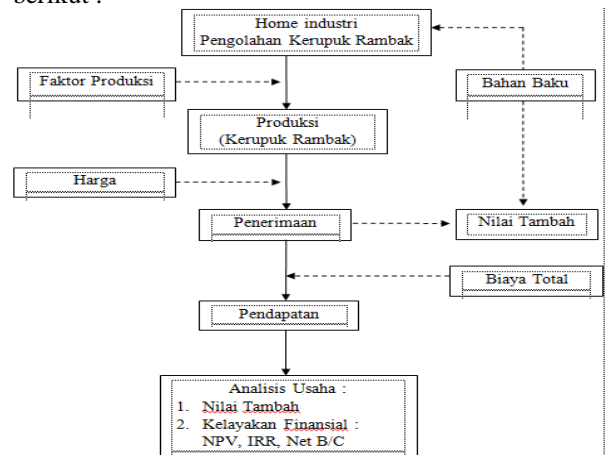 berikut :
Home industri
Pengolahan Kerupuk Rambak
Faktor Produksi
Bahan Baku
Produksi
(Kerupuk Rambak)
Harga
Penerimaan
Nilai Tambah
Biaya Total
Pendapatan
Analisis Usaha :
1. Nilai Tambah
2. Kelayakan Finansial :
NPV, IRR, Net B/C